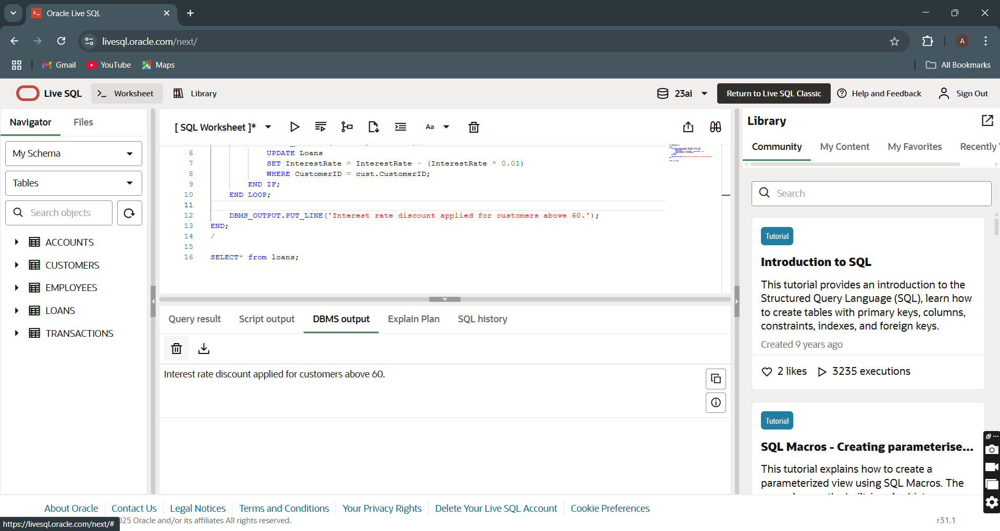 Oracle Live SQL
livesql.oracle.com/next/
A
Gmail
YouTube
Maps
All Bookmarks
Live SQL
Worksheet
Library
23ai
Return to Live SQL Classic
Help and Feedback
Sign Out
Navigator
Files
My Schema
Tables
Search objects
ACCOUNTS
CUSTOMERS
EMPLOYEES
LOANS
TRANSACTIONS
[ SQL Worksheet ]*
Aa
6 UPDATE Loans
7 SET InterestRate = InterestRate - (InterestRate * 0.01)
8 WHERE CustomerID = cust.CustomerID;
9 END IF;
10 END LOOP;
11
12 DBMS_OUTPUT.PUT_LINE('Interest rate discount applied for customers above 60.');
13 END;
14 /
15
16 SELECT* from loans;
Query result
Script output
DBMS output
Explain Plan
SQL history
Interest rate discount applied for customers above 60.
Library
Community
My Content
My Favorites
Recently
Search
Tutorial
Introduction to SQL
This tutorial provides an introduction to the
Structured Query Language (SQL), learn how
to create tables with primary keys, columns,
constraints, indexes, and foreign keys.
Created 9 years ago
2 likes
3235 executions
Tutorial
SQL Macros - Creating parameterise...
This tutorial explains how to create a
parameterized view using SQL Macros. The
About Oracle
Contact Us
Legal Notices
Terms and Conditions
Your Privacy Rights
Delete Your Live SQL Account
Cookie Preferences
https://livesql.oracle.com/next/#
25 Oracle and/or its affiliates All rights reserved.
r31.1